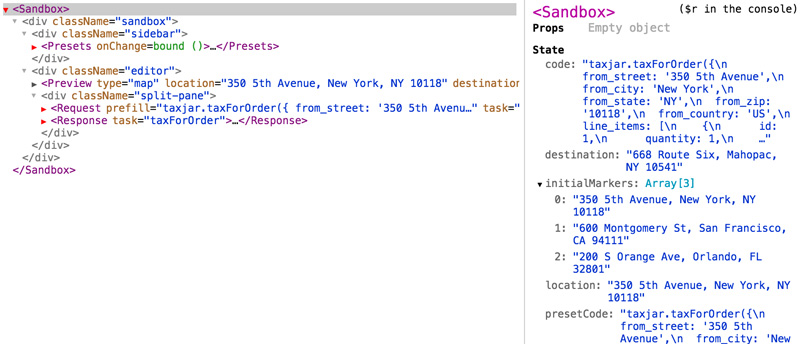 ▼ <Sandbox>
▼ <div className="sandbox">
▼ <div className="sidebar">
▶ <Presets onChange=bound ()>…</Presets>
</div>
▼ <div className="editor">
▶ <Preview type="map" location="350 5th Avenue, New York, NY 10118" destination
▼ <div className="split-pane">
▶ <Request prefill="taxjar.taxForOrder({ from_street: '350 5th Avenu…" task="
▶ <Response task="taxForOrder">…</Response>
</div>
</div>
</div>
</Sandbox>
<Sandbox> ($r in the console)
Props Empty object
State
code: "taxjar.taxForOrder({\n
from_street: '350 5th Avenue',\n
from_city: 'New York',\n
from_state: 'NY',\n from_zip:
'10118',\n from_country: 'US',\n
line_items: [\n {\n id:
1,\n quantity: 1,\n
…"
destination: "668 Route Six, Mahopac,
NY 10541"
▼ initialMarkers: Array[3]
0: "350 5th Avenue, New York, NY
10118"
1: "600 Montgomery St, San Francisco,
CA 94111"
2: "200 S Orange Ave, Orlando, FL
32801"
location: "350 5th Avenue, New York, NY
10118"
presetCode: "taxjar.taxForOrder({\n
from_street: '350 5th
Avenue',\n from_city: 'New